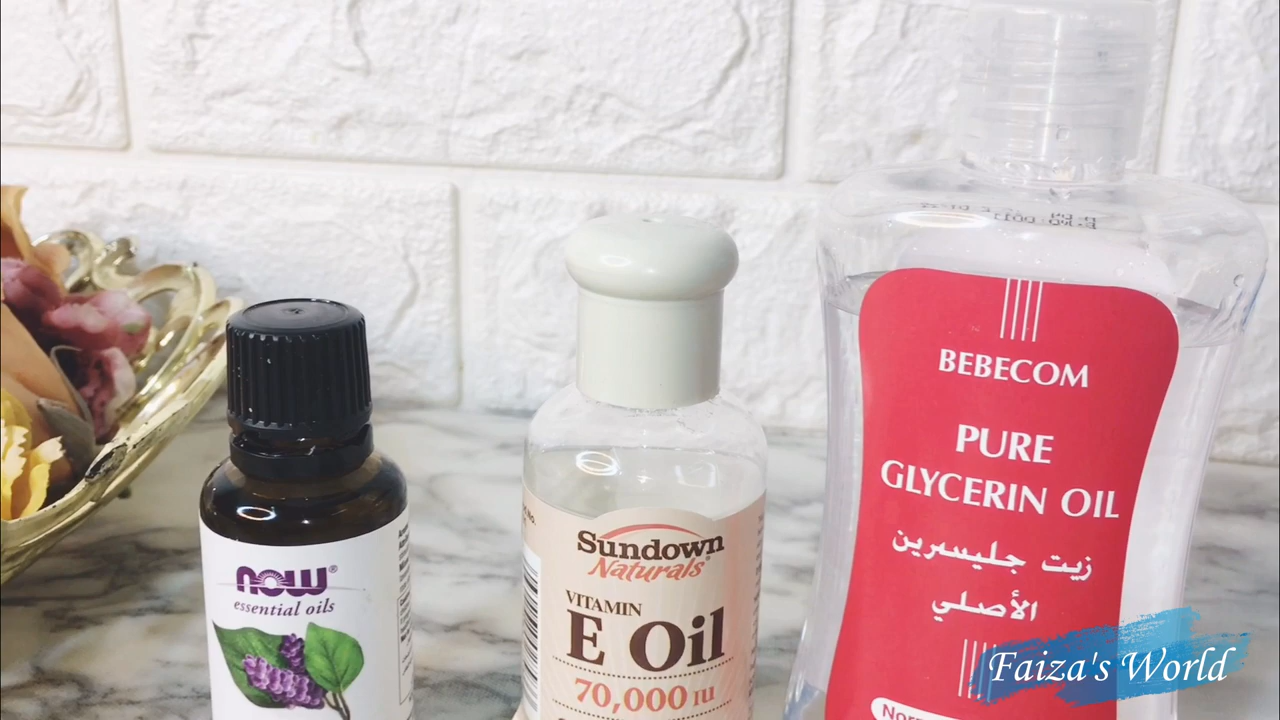 now®
essential oils
Sundown
Naturals®
VITAMIN
E Oil
70,000 IU
BEBECOM
PURE
GLYCERIN OIL
زيت جليسرين
الأصلي
Faiza's World